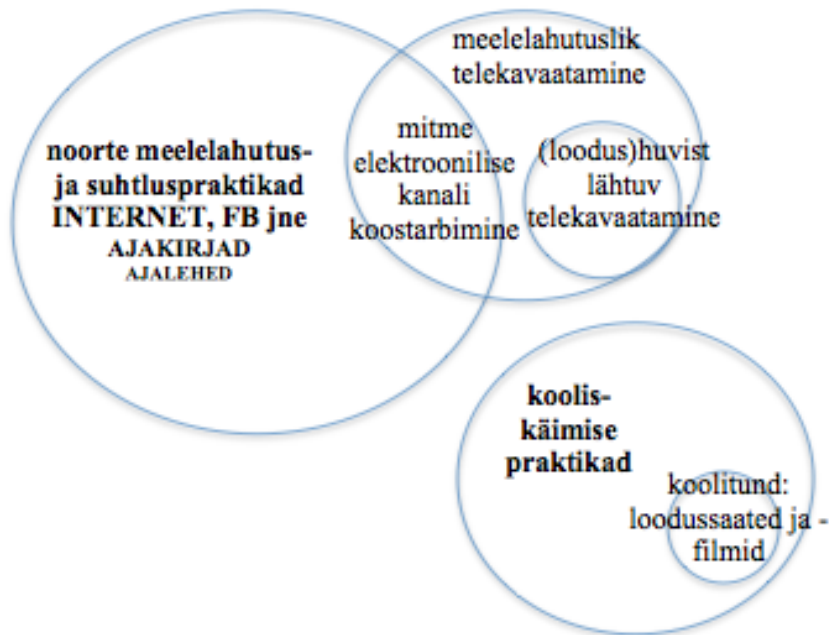 meelelahutuslik
telekavaatamine
noorte meelelahutus-
ja suhtluspraktikad
INTERNET, FB jne
AJAKIRJAD
AJALEHED
mitme
elektroonilise
kanali
koostarbimine
(loodus)huvist
lähtuv
telekavaatamine
koolis-
käimise
praktikad
koolitund:
loodussaated ja -
filmid